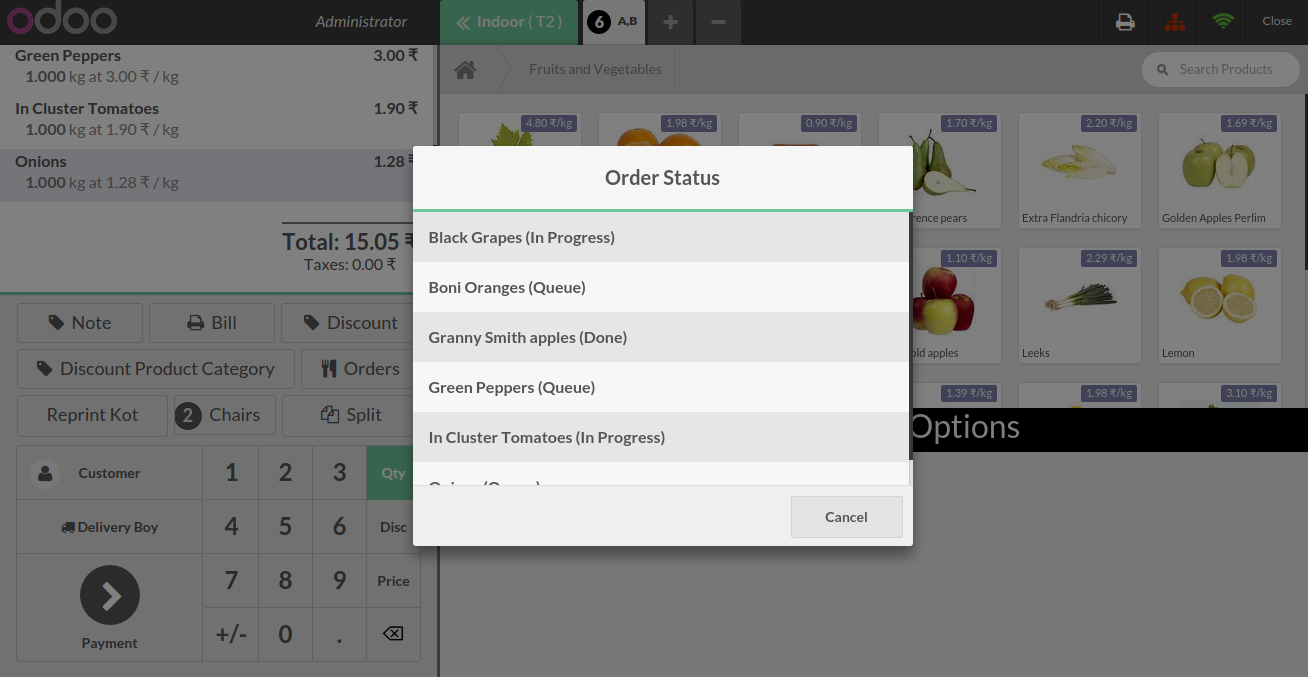 odoo
Administrator
Indoor ( T2 )
6 A,B
Close
Green Peppers 3.00 ₹
1.000 kg at 3.00 ₹ / kg
In Cluster Tomatoes 1.90 ₹
1.000 kg at 1.90 ₹ / kg
Onions 1.28
1.000 kg at 1.28 ₹ / kg
Total: 15.05 ₹
Taxes: 0.00 ₹
Note
Bill
Discount
Discount Product Category
Orders
Reprint Kot
2 Chairs
Split
Customer
1 2 3 Qty
Delivery Boy
4 5 6 Disc
7 8 9 Price
Payment
+/- 0 .
Fruits and Vegetables
Search Products
4.80 ₹/kg
1.98 ₹/kg
0.90 ₹/kg
1.70 ₹/kg
2.20 ₹/kg
1.69 ₹/kg
rence pears
Extra Flandria chicory
Golden Apples Perlim
1.10 ₹/kg
2.29 ₹/kg
1.98 ₹/kg
old apples
Leeks
Lemon
1.39 ₹/kg
1.98 ₹/kg
3.10 ₹/kg
Options
Order Status
Black Grapes (In Progress)
Boni Oranges (Queue)
Granny Smith apples (Done)
Green Peppers (Queue)
In Cluster Tomatoes (In Progress)
Cancel